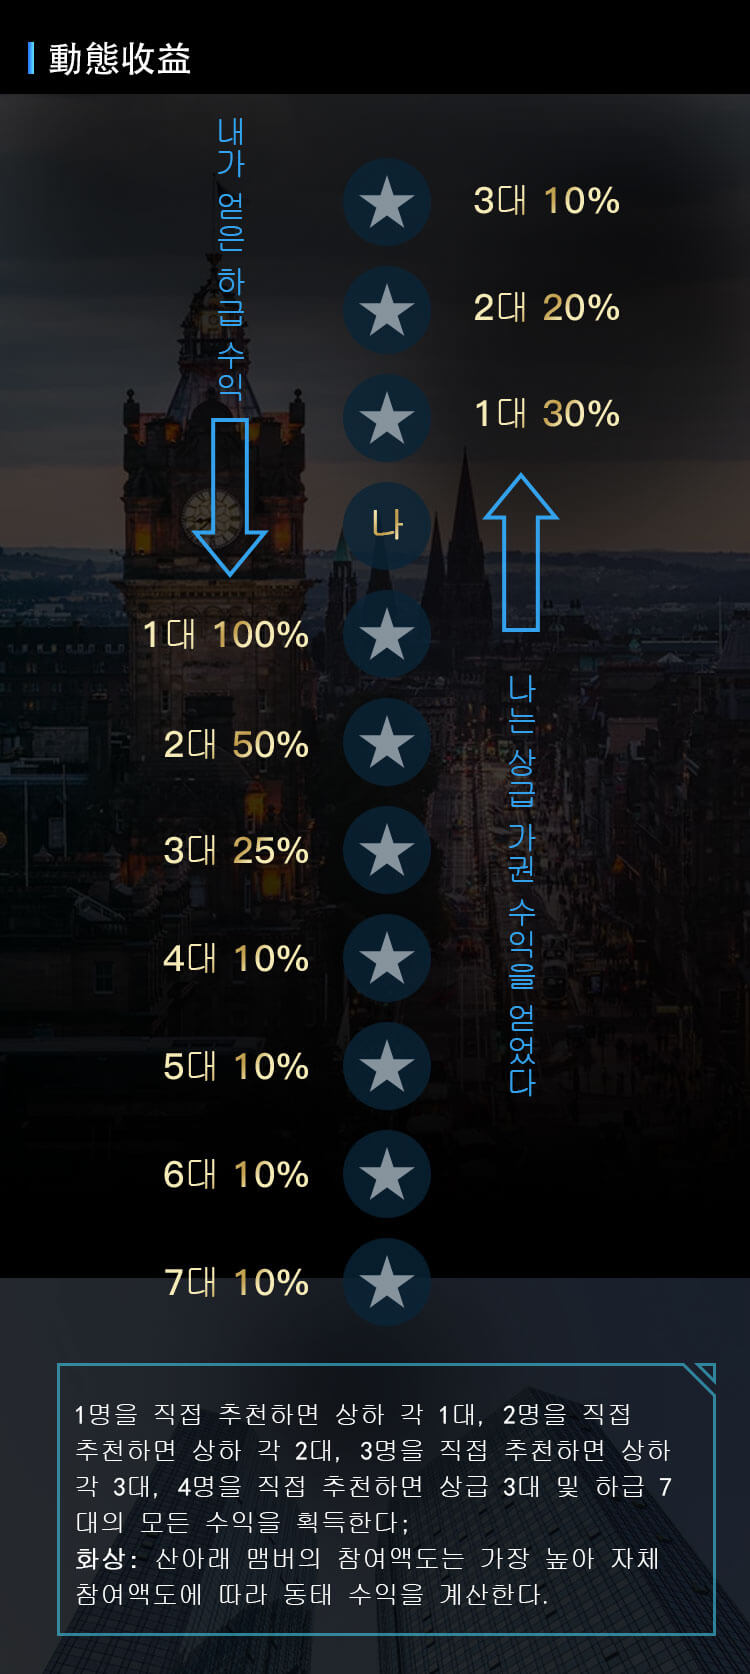 動態收益
내가 얻은 하급 수익
3대 10%
2대 20%
1대 30%
나
1대 100%
2대 50%
3대 25%
4대 10%
5대 10%
6대 10%
7대 10%
나는 상급 가권 수익을 얻었다
1명을 직접 추천하면 상하 각 1대, 2명을 직접
추천하면 상하 각 2대, 3명을 직접 추천하면 상하
각 3대, 4명을 직접 추천하면 상급 3대 및 하급 7
대의 모든 수익을 획득한다;
화상: 산아래 맴버의 참여액도는 가장 높아 자체
참여액도에 따라 동태 수익을 계산한다.